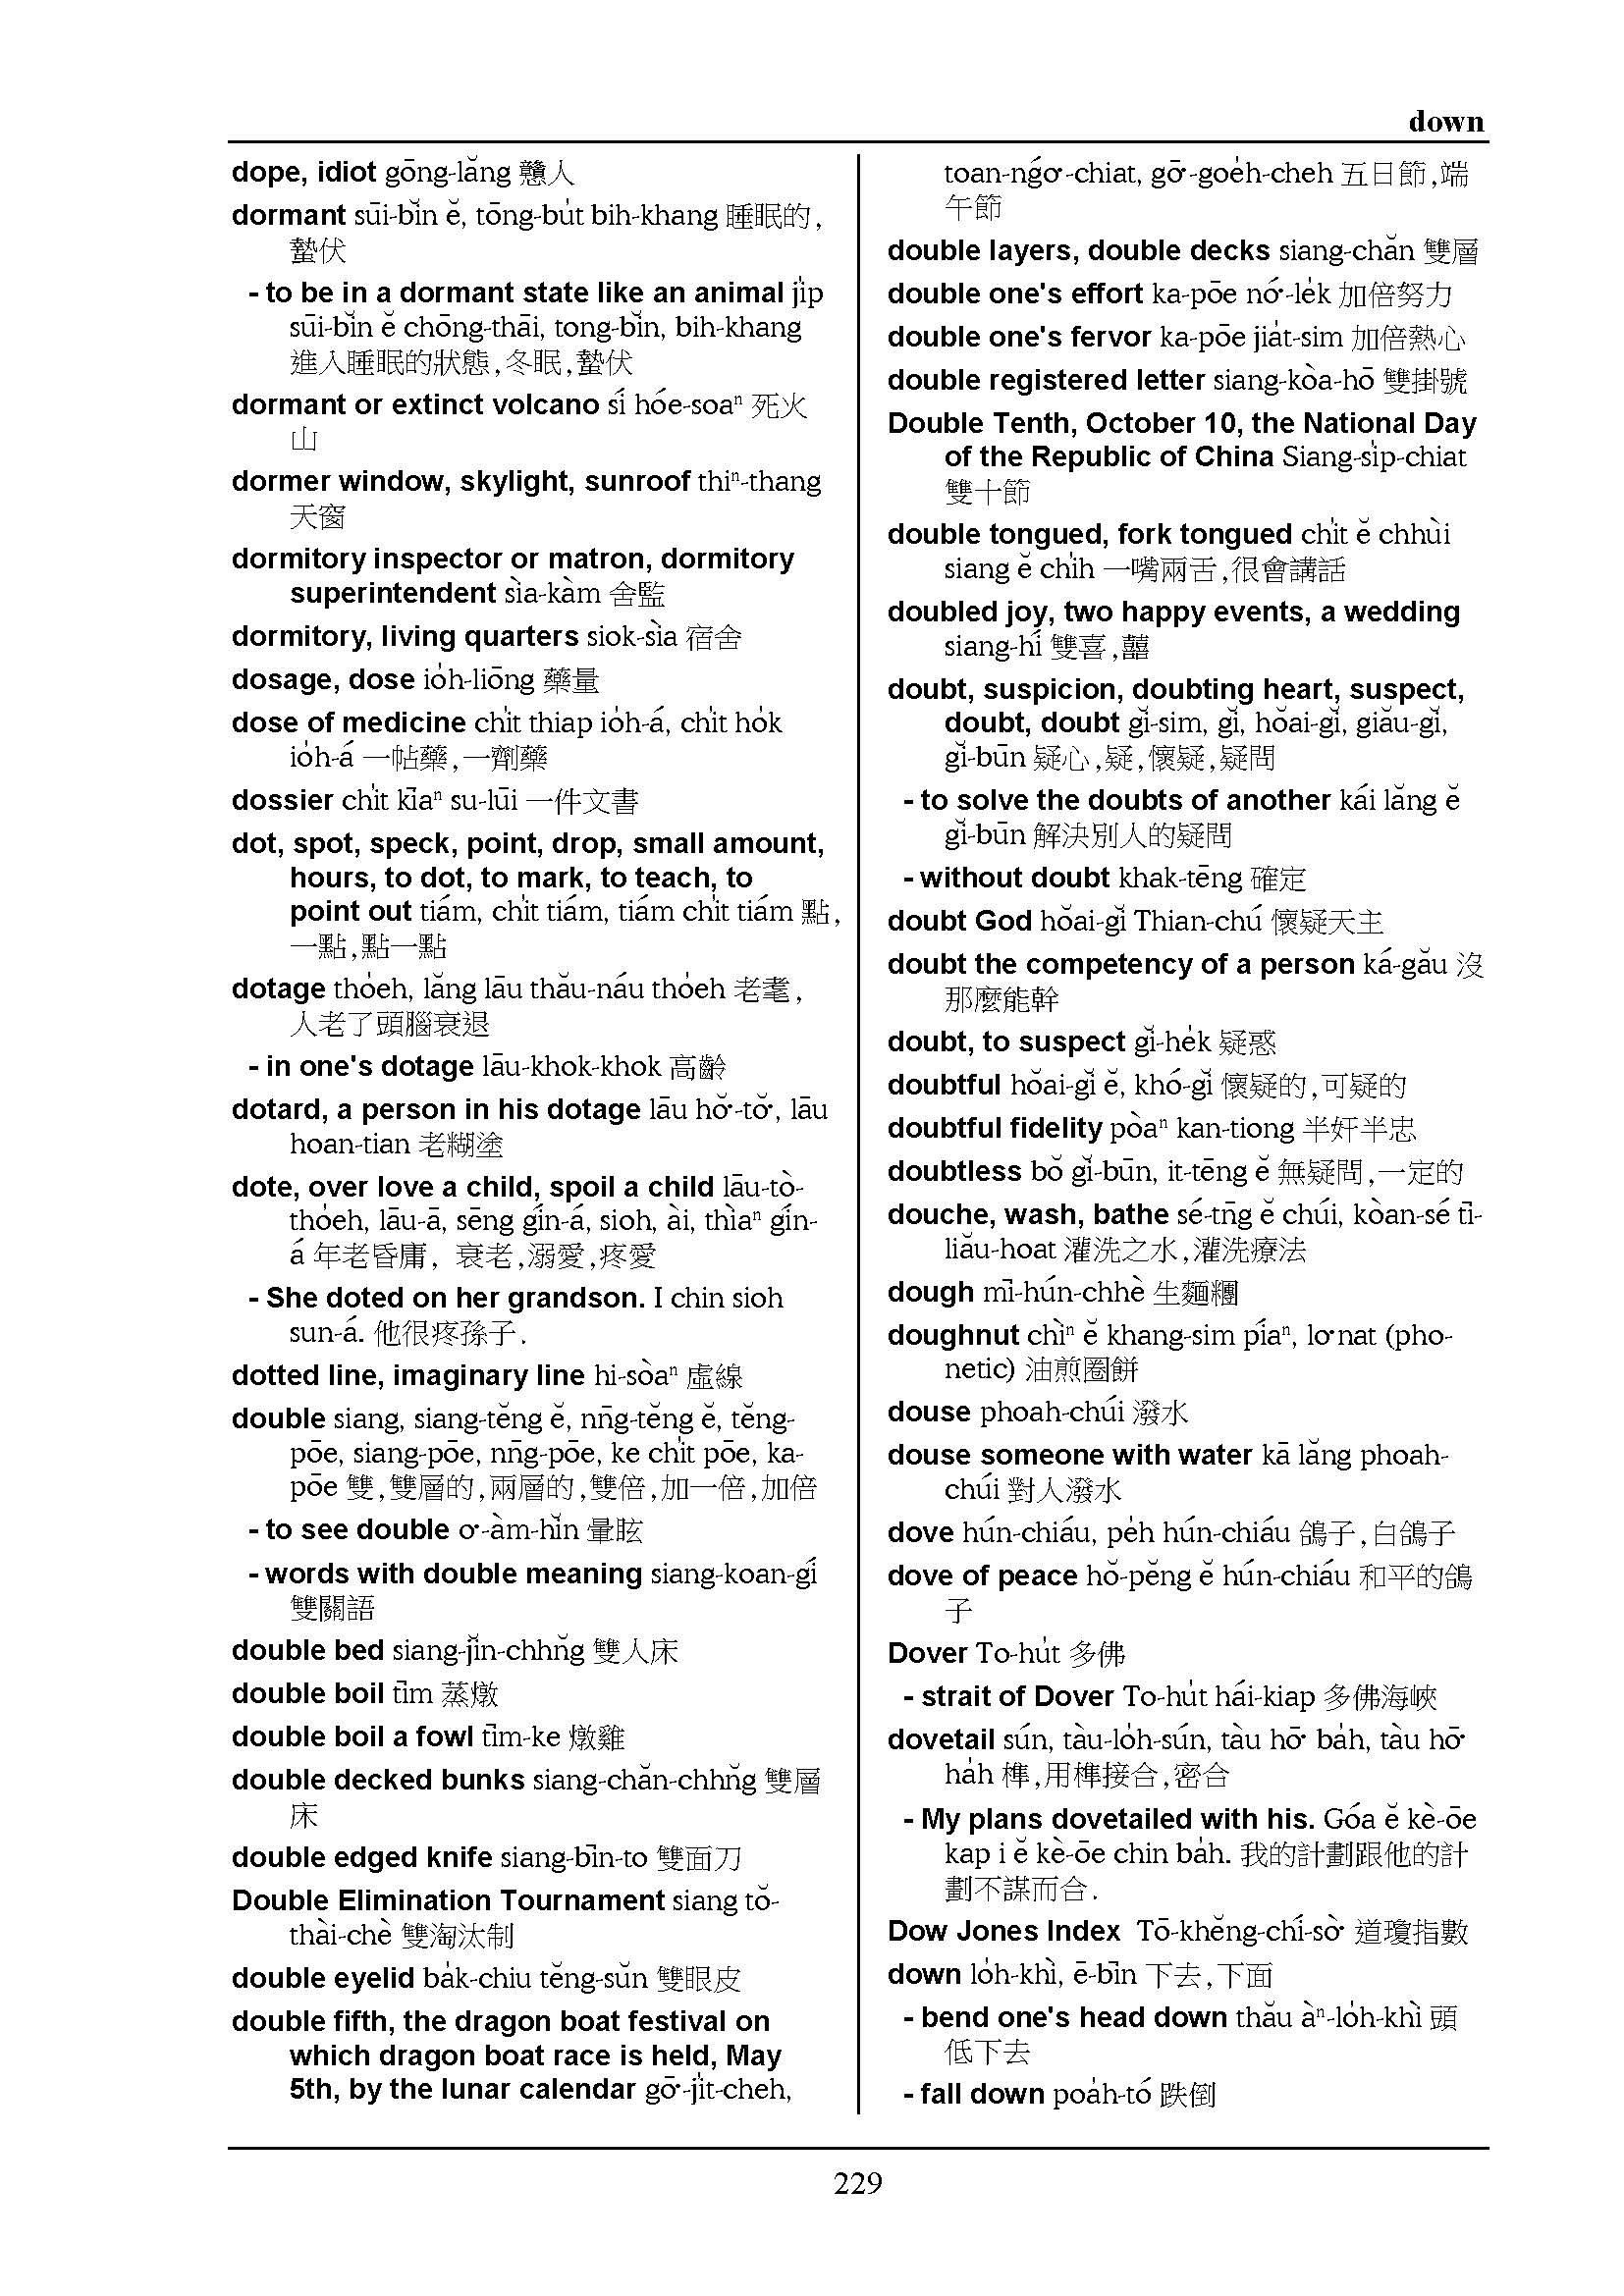 down
dope, idiot gōng-lăng 戇人
dormant sūi-bĭn ĕ, tōng-bu̍t bih-khang 睡眠的,
蟄伏
- to be in a dormant state like an animal ji̍p
sūi-bĭn ĕ chōng-thāi, tong-bĭn, bih-khang
進入睡眠的狀態,冬眠,蟄伏
dormant or extinct volcano sí hóe-soaⁿ 死火
山
dormer window, skylight, sunroof thiⁿ-thang
天窗
dormitory inspector or matron, dormitory
superintendent sìa-kàm 舍監
dormitory, living quarters siok-sìa 宿舍
dosage, dose io̍h-liōng 藥量
dose of medicine chi̍t thiap io̍h-á, chi̍t ho̍k
io̍h-á 一帖藥,一劑藥
dossier chi̍t kīaⁿ su-lūi 一件文書
dot, spot, speck, point, drop, small amount,
hours, to dot, to mark, to teach, to
point out tiám, chi̍t tiám, tiám chi̍t tiám 點,
一點,點一點
dotage tho̍eh, lăng lāu thău-náu tho̍eh 老耄,
人老了頭腦衰退
- in one's dotage lāu-khok-khok 高齡
dotard, a person in his dotage lāu hŏ͘-tŏ͘, lāu
hoan-tian 老糊塗
dote, over love a child, spoil a child lāu-tò-
tho̍eh, lāu-ā, sēng gín-á, sioh, ài, thìaⁿ gín-
á 年老昏庸, 衰老,溺愛,疼愛
- She doted on her grandson. I chin sioh
sun-á. 他很疼孫子.
dotted line, imaginary line hi-sòaⁿ 虛線
double siang, siang-tĕng ĕ, nn̄g-tĕng ĕ, tĕng-
pōe, siang-pōe, nn̄g-pōe, ke chi̍t pōe, ka-
pōe 雙,雙層的,兩層的,雙倍,加一倍,加倍
- to see double o͘-àm-hĭn 暈眩
- words with double meaning siang-koan-gí
雙關語
double bed siang-jĭn-chhn̆g 雙人床
double boil tīm 蒸燉
double boil a fowl tīm-ke 燉雞
double decked bunks siang-chăn-chhn̆g 雙層
床
double edged knife siang-bīn-to 雙面刀
Double Elimination Tournament siang tŏ-
thài-chè 雙淘汰制
double eyelid ba̍k-chiu tĕng-sŭn 雙眼皮
double fifth, the dragon boat festival on
which dragon boat race is held, May
5th, by the lunar calendar gō͘-ji̍t-cheh,
toan-ngó͘-chiat, gō͘-goe̍h-cheh 五日節,端
午節
double layers, double decks siang-chăn 雙層
double one's effort ka-pōe nó͘-le̍k 加倍努力
double one's fervor ka-pōe jia̍t-sim 加倍熱心
double registered letter siang-kòa-hō 雙掛號
Double Tenth, October 10, the National Day
of the Republic of China Siang-si̍p-chiat
雙十節
double tongued, fork tongued chi̍t ĕ chhùi
siang ĕ chi̍h 一嘴兩舌,很會講話
doubled joy, two happy events, a wedding
siang-hí 雙喜,囍
doubt, suspicion, doubting heart, suspect,
doubt, doubt gĭ-sim, gĭ, hŏai-gĭ, giău-gĭ,
gĭ-būn 疑心,疑,懷疑,疑問
- to solve the doubts of another kái lăng ĕ
gĭ-būn 解決別人的疑問
- without doubt khak-tēng 確定
doubt God hŏai-gĭ Thian-chú 懷疑天主
doubt the competency of a person ká-gău 沒
那麼能幹
doubt, to suspect gĭ-he̍k 疑惑
doubtful hŏai-gĭ ĕ, khó-gĭ 懷疑的,可疑的
doubtful fidelity pòaⁿ kan-tiong 半奸半忠
doubtless bŏ gĭ-būn, it-tēng ĕ 無疑問,一定的
douche, wash, bathe sé-tn̄g ĕ chúi, kòan-sé tī-
liău-hoat 灌洗之水,灌洗療法
dough mī-hún-chhè 生麵糰
doughnut chìⁿ ĕ khang-sim píaⁿ, lo͘ nat (pho-
netic) 油煎圈餅
douse phoah-chúi 潑水
douse someone with water kā lăng phoah-
chúi 對人潑水
dove hún-chiáu, pe̍h hún-chiáu 鴿子,白鴿子
dove of peace hŏ-pĕng ĕ hún-chiáu 和平的鴿
子
Dover To-hu̍t 多佛
- strait of Dover To-hu̍t hái-kiap 多佛海峽
dovetail sún, tàu-lo̍h-sún, tàu hō͘ ba̍h, tàu hō͘
ha̍h 榫,用榫接合,密合
- My plans dovetailed with his. Góa ĕ kè-ōe
kap i ĕ kè-ōe chin ba̍h. 我的計劃跟他的計
劃不謀而合.
Dow Jones Index Tō-khĕng-chí-sò͘ 道瓊指數
down lo̍h-khì, ē-bīn 下去,下面
- bend one's head down thău àⁿ-lo̍h-khì 頭
低下去
- fall down poa̍h-tó 跌倒
229